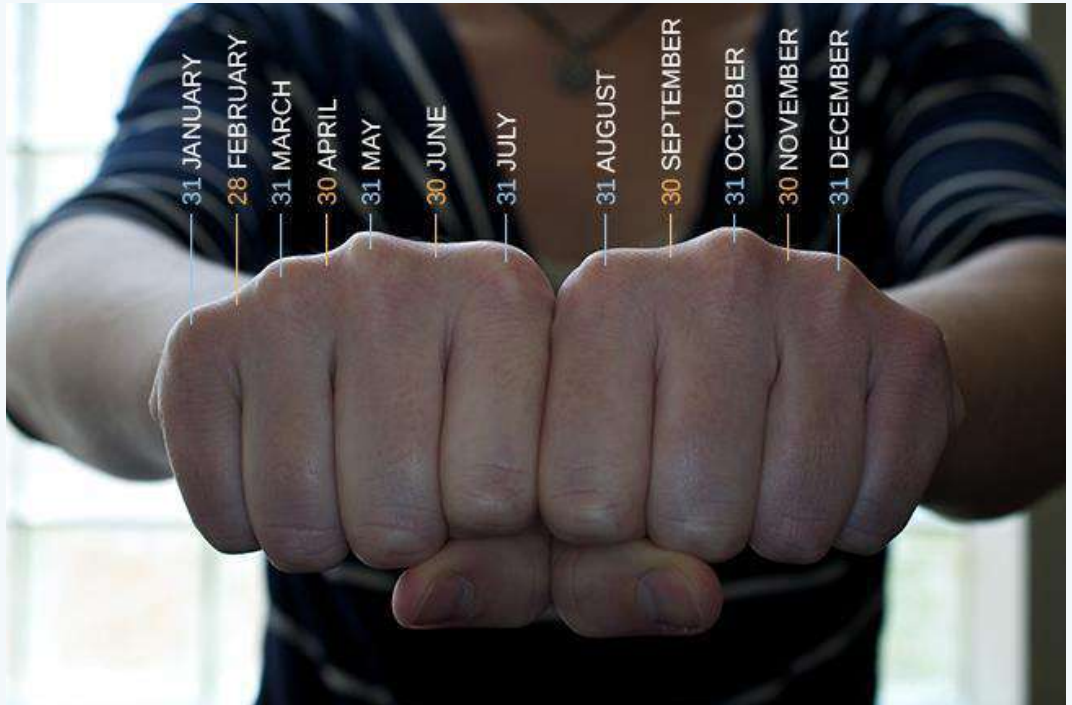 31 JANUARY
28 FEBRUARY
31 MARCH
30 APRIL
31 MAY
30 JUNE
31 JULY
31 AUGUST
30 SEPTEMBER
31 OCTOBER
30 NOVEMBER
31 DECEMBER